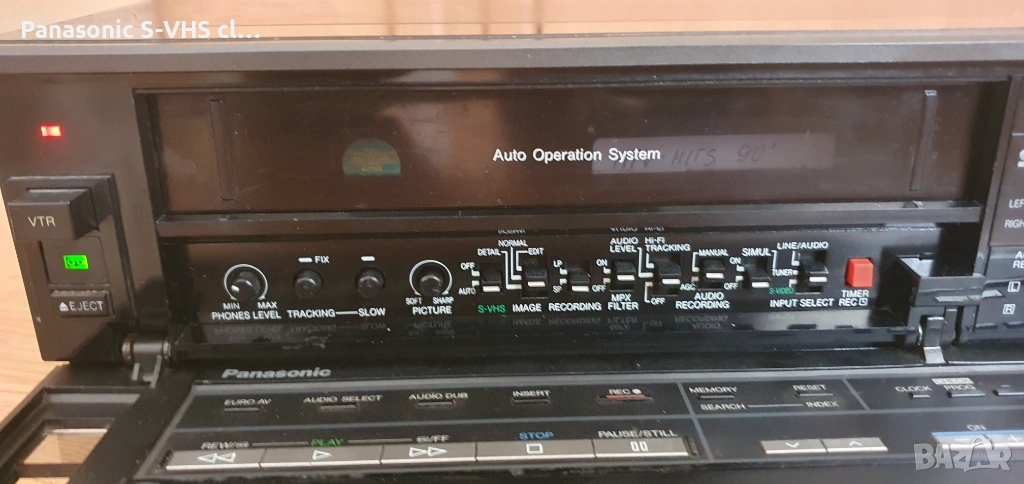 Panasonic S-VHS cl...
Auto Operation System
HITS 90'
VTR
EJECT
MIN MAX
PHONES LEVEL
FIX
TRACKING SLOW
SOFT SHARP
PICTURE
OFF
AUTO
S-VHS
DETAIL
NORMAL
EDIT
IMAGE
LP
SP
RECORDING
AUDIO LEVEL
ON
OFF
MPX FILTER
Hi-Fi TRACKING
OFF
MANUAL
AGC
AUDIO RECORDING
SIMUL
ON
OFF
LINE/AUDIO
TUNER
S-VIDEO
INPUT SELECT
TIMER
REC
LEFT
L
R
Panasonic
EURO AV
AUDIO SELECT
AUDIO DUB
INSERT
REC
MEMORY
RESET
SEARCH
INDEX
CLOCK
PROG
REW
PLAY
FF
STOP
PAUSE/STILL
ON
BAZAR